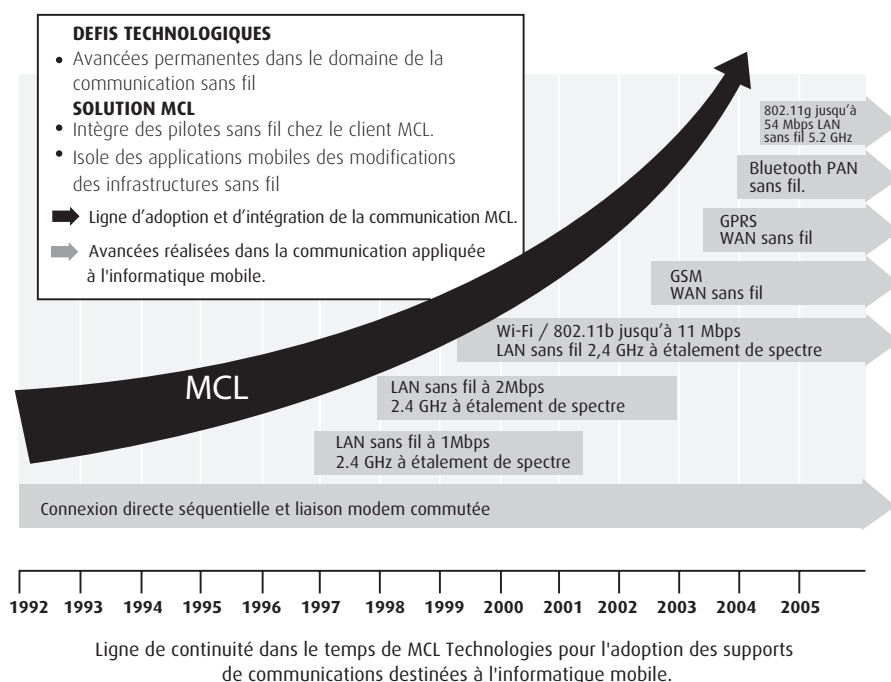 DEFIS TECHNOLOGIQUES
• Avancées permanentes dans le domaine de la
communication sans fil
SOLUTION MCL
• Intègre des pilotes sans fil chez le client MCL.
• Isole des applications mobiles des modifications
des infrastructures sans fil
Ligne d'adoption et d'intégration de la communication MCL.
Avancées réalisées dans la communication appliquée
à l'informatique mobile.
802.11g jusqu'à
54 Mbps LAN
sans fil 5.2 GHz
Bluetooth PAN
sans fil.
GPRS
WAN sans fil
GSM
WAN sans fil
Wi-Fi / 802.11b jusqu'à 11 Mbps
LAN sans fil 2,4 GHz à étalement de spectre
MCL
LAN sans fil à 2Mbps
2.4 GHz à étalement de spectre
LAN sans fil à 1Mbps
2.4 GHz à étalement de spectre
Connexion directe séquentielle et liaison modem commutée
1992 1993 1994 1995 1996 1997 1998 1999 2000 2001 2002 2003 2004 2005
Ligne de continuité dans le temps de MCL Technologies pour l'adoption des supports
de communications destinées à l'informatique mobile.